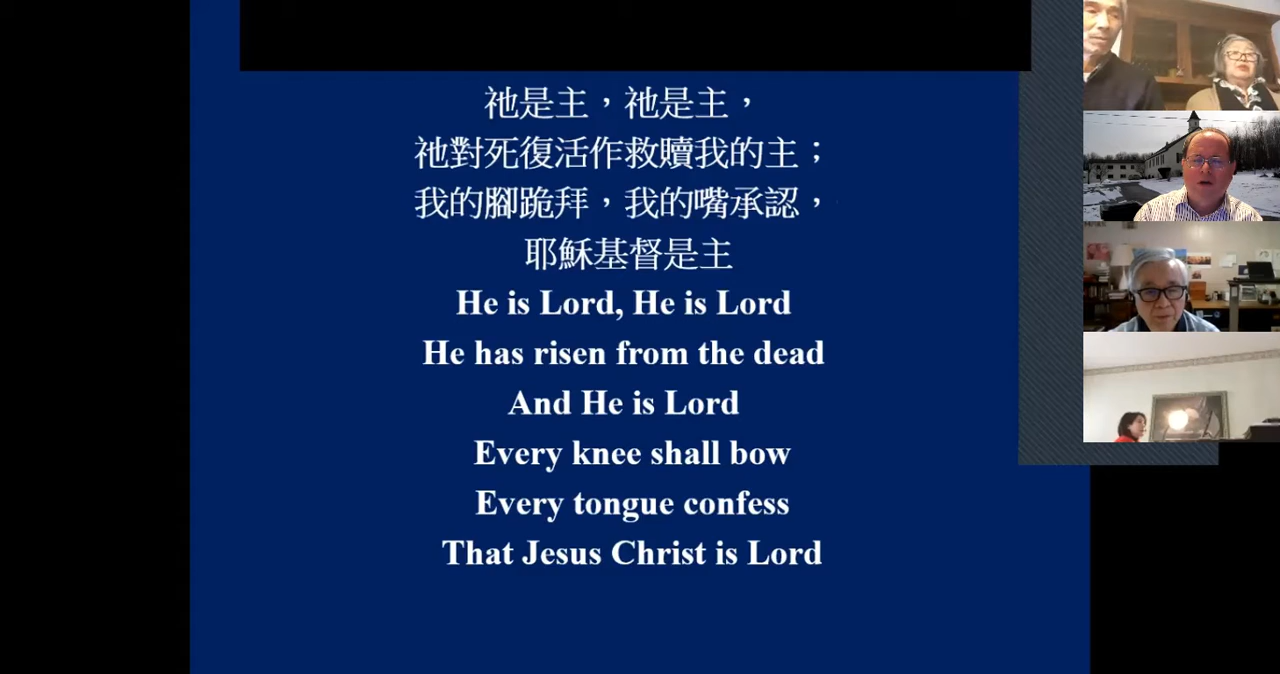 祂是主，祂是主，
祂對死復活作救贖我的主；
我的腳跪拜，我的嘴承認，
耶穌基督是主
He is Lord, He is Lord
He has risen from the dead
And He is Lord
Every knee shall bow
Every tongue confess
That Jesus Christ is Lord